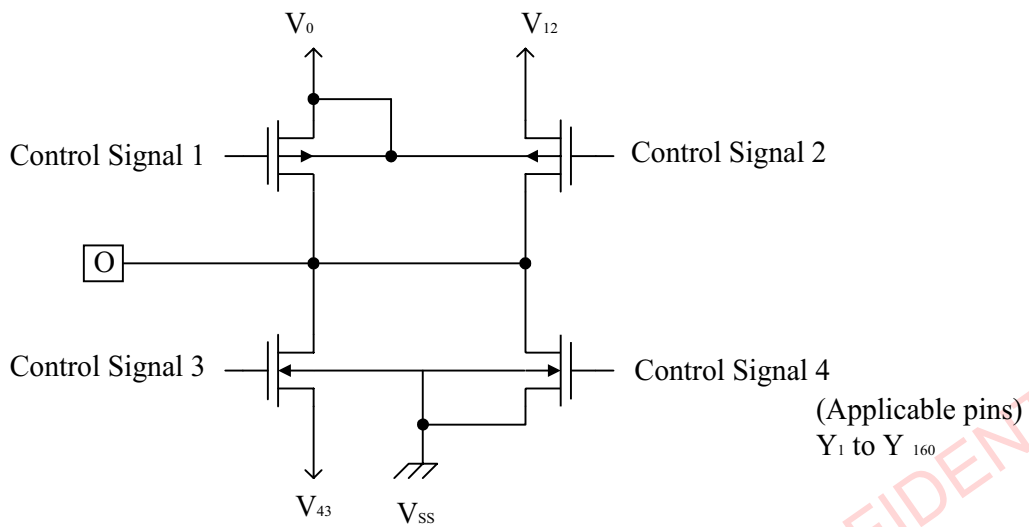 V0 V12
Control Signal 1
Control Signal 2
O
Control Signal 3
Control Signal 4
(Applicable pins)
Y1 to Y 160
V43
VSS